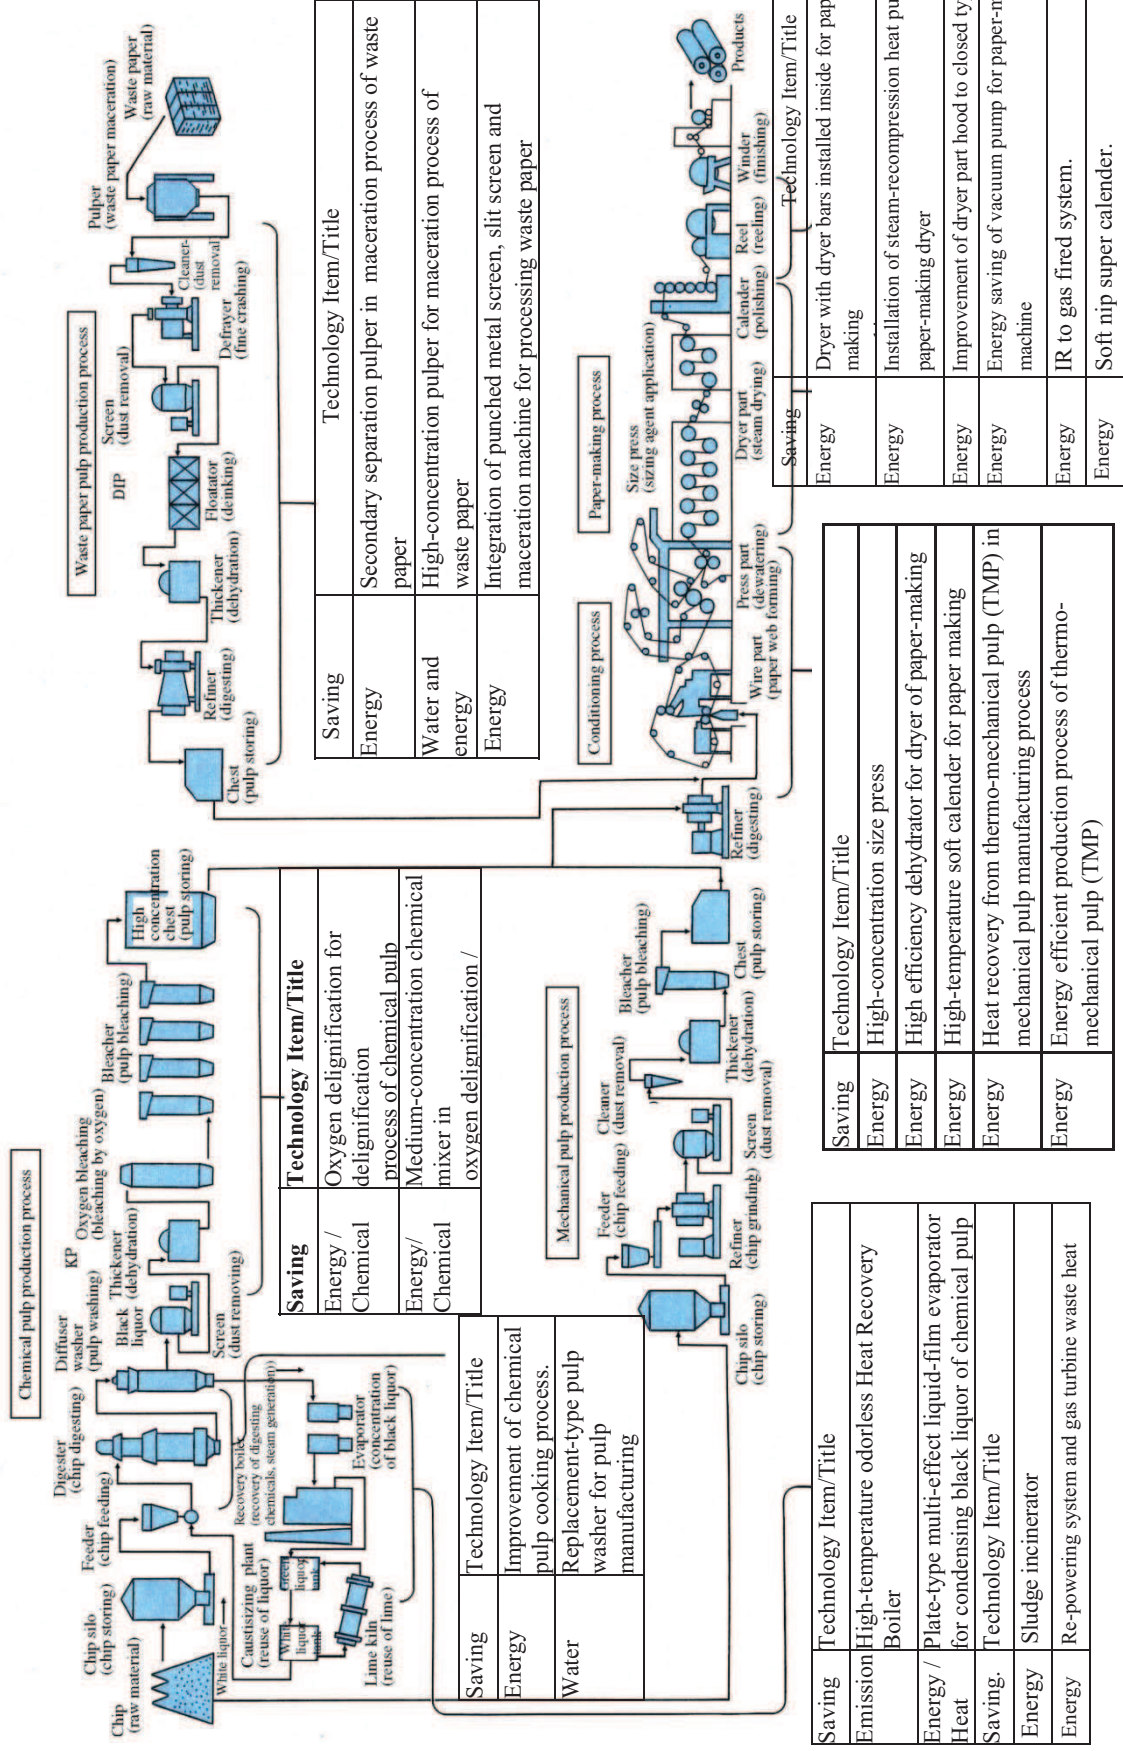 Chemical pulp production process
Chip
(raw material)
Chip silo
(chip storing)
Feeder
(chip feeding)
Digester
(chip digesting)
Diffuser
washer
(pulp washing)
Black
liquor
Screen
(dust removing)
KP
Thickener
(dehydration)
Oxygen bleaching
(bleaching by oxygen)
Bleacher
(pulp bleaching)
High
concentration
chest
(pulp storing)
White liquor
Caustisizing plant
(reuse of liquor)
White
liquor
tank
Green
liquor
tank
Lime kiln
(reuse of lime)
Recovery boiler
(recovery of digesting
chemicals, steam generation))
Evaporator
(concentration
of black liquor)
Saving
Technology Item/Title
Energy /
Chemical
Oxygen delignification for
delignification
process of chemical pulp
Energy/
Chemical
Medium-concentration chemical
mixer in
oxygen delignification /
Saving
Technology Item/Title
Energy
Improvement of chemical
pulp cooking process.
Water
Replacement-type pulp
washer for pulp
manufacturing
Waste paper pulp production process
Waste paper
(raw material)
Pulper
(waste paper maceration)
Cleaner-
(dust
removal)
Defrayer
(fine crashing)
Screen
(dust removal)
DIP
Floatator
(deinking)
Thickener
(dehydration)
Refiner
(digesting)
Chest
(pulp storing)
Saving
Technology Item/Title
Energy
Secondary separation pulper in maceration process of waste
paper
Water and
energy
High-concentration pulper for maceration process of
waste paper
Energy
Integration of punched metal screen, slit screen and
maceration machine for processing waste paper
Mechanical pulp production process
Chip silo
(chip storing)
Feeder
(chip feeding)
Refiner
(chip grinding)
Cleaner
(dust removal)
Screen
(dust removal)
Thickener
(dehydration)
Bleacher
(pulp bleaching)
Chest
(pulp storing)
Conditioning process
Refiner
(digesting)
Paper-making process
Wire part
(paper web forming)
Press part
(dewatering)
Size press
(sizing agent application)
Dryer part
(steam drying)
Calender
(polishing)
Reel
(reeling)
Winder
(finishing)
Products
Saving
Technology Item/Title
Emission
High-temperature odorless Heat Recovery
Boiler
Energy /
Heat
Plate-type multi-effect liquid-film evaporator
for condensing black liquor of chemical pulp
Saving.
Technology Item/Title
Energy
Sludge incinerator
Energy
Re-powering system and gas turbine waste heat
Saving
Technology Item/Title
Energy
High-concentration size press
Energy
High efficiency dehydrator for dryer of paper-making
Energy
High-temperature soft calender for paper making
Energy
Heat recovery from thermo-mechanical pulp (TMP) in
mechanical pulp manufacturing process
Energy
Energy efficient production process of thermo-
mechanical pulp (TMP)
Saving
Technology Item/Title
Energy
Dryer with dryer bars installed inside for pap
making
Energy
Installation of steam-recompression heat pu
paper-making dryer
Energy
Improvement of dryer part hood to closed ty
Energy
Energy saving of vacuum pump for paper-m
machine
Energy
IR to gas fired system.
Energy
Soft nip super calender.